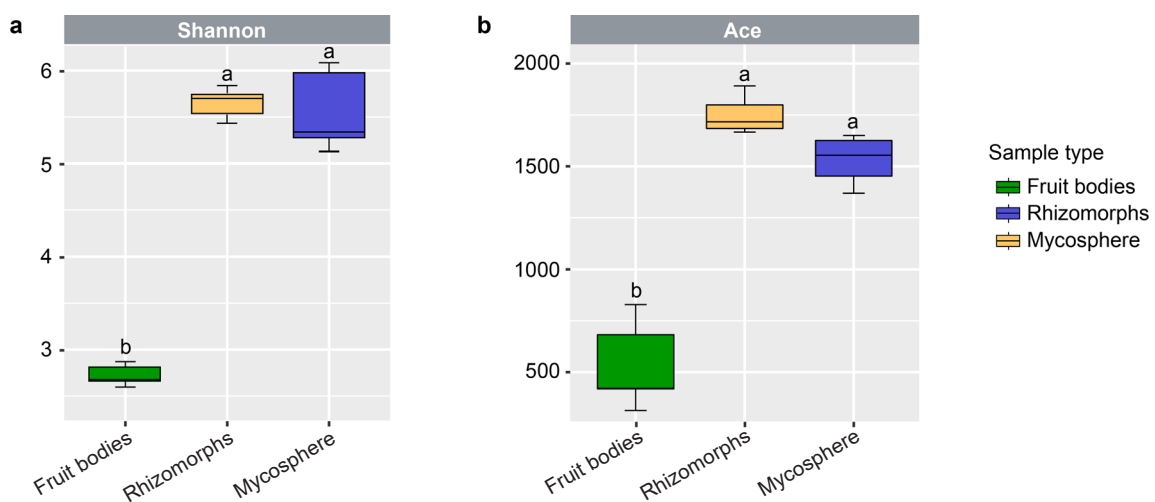 a
Shannon
6
5
4
3
a
a
b
Fruit bodies
Rhizomorphs
Mycosphere
b
Ace
2000
1500
1000
500
a
a
b
Fruit bodies
Rhizomorphs
Mycosphere
Sample type
Fruit bodies
Rhizomorphs
Mycosphere